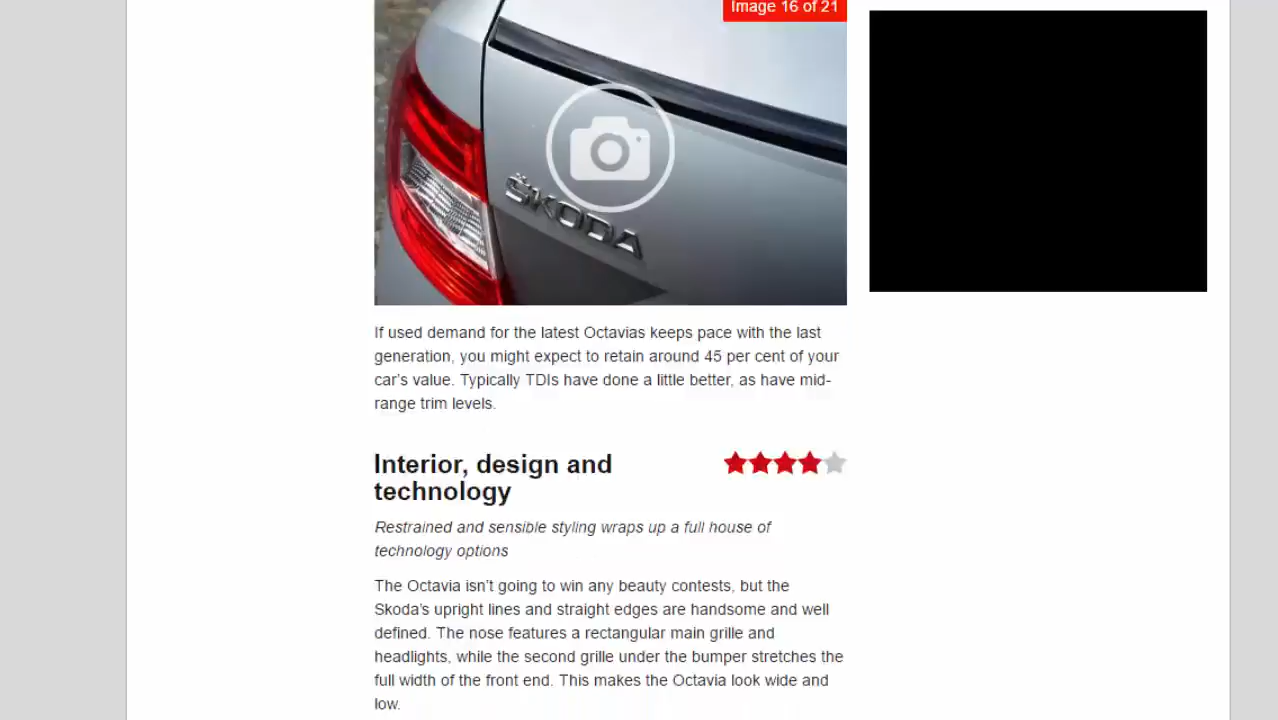 Image 16 of 21
ŠKODA
If used demand for the latest Octavias keeps pace with the last
generation, you might expect to retain around 45 per cent of your
car’s value. Typically TDIs have done a little better, as have mid-
range trim levels.
Interior, design and
technology
Restrained and sensible styling wraps up a full house of
technology options
The Octavia isn’t going to win any beauty contests, but the
Skoda’s upright lines and straight edges are handsome and well
defined. The nose features a rectangular main grille and
headlights, while the second grille under the bumper stretches the
full width of the front end. This makes the Octavia look wide and
low.